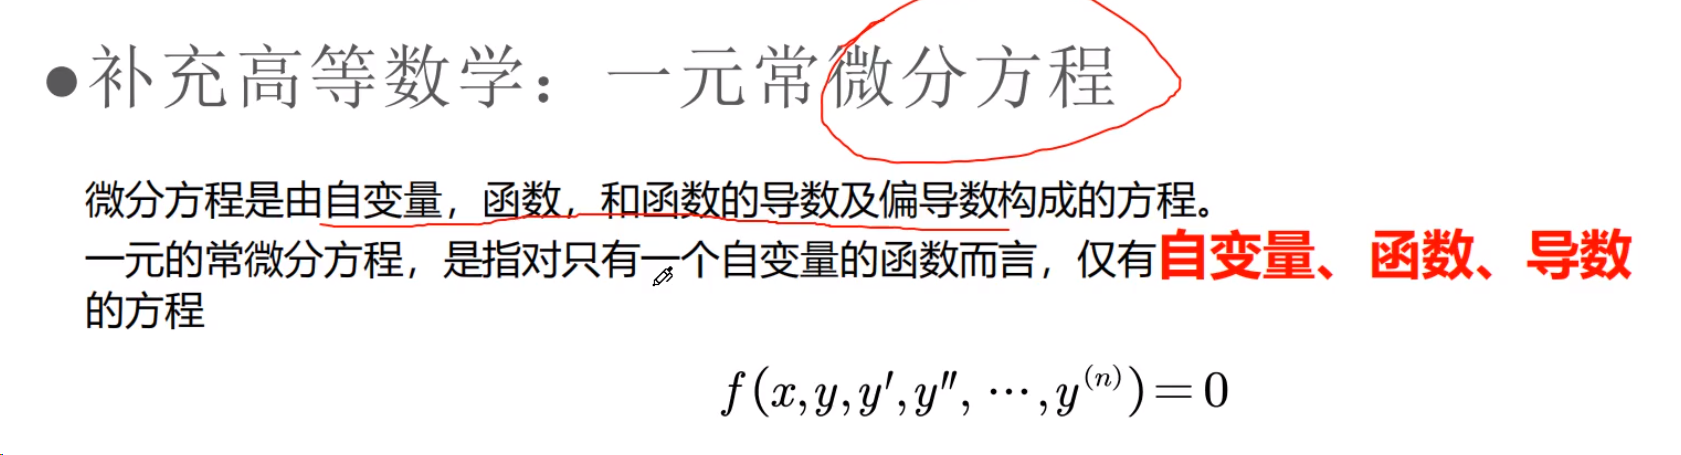 ●补充高等数学：一元常微分方程
微分方程是由自变量，函数，和函数的导数及偏导数构成的方程。
一元的常微分方程，是指对只有一个自变量的函数而言，仅有自变量、函数、导数
的方程
f(x,y,y′,y″,⋯,y⁽ⁿ⁾)=0